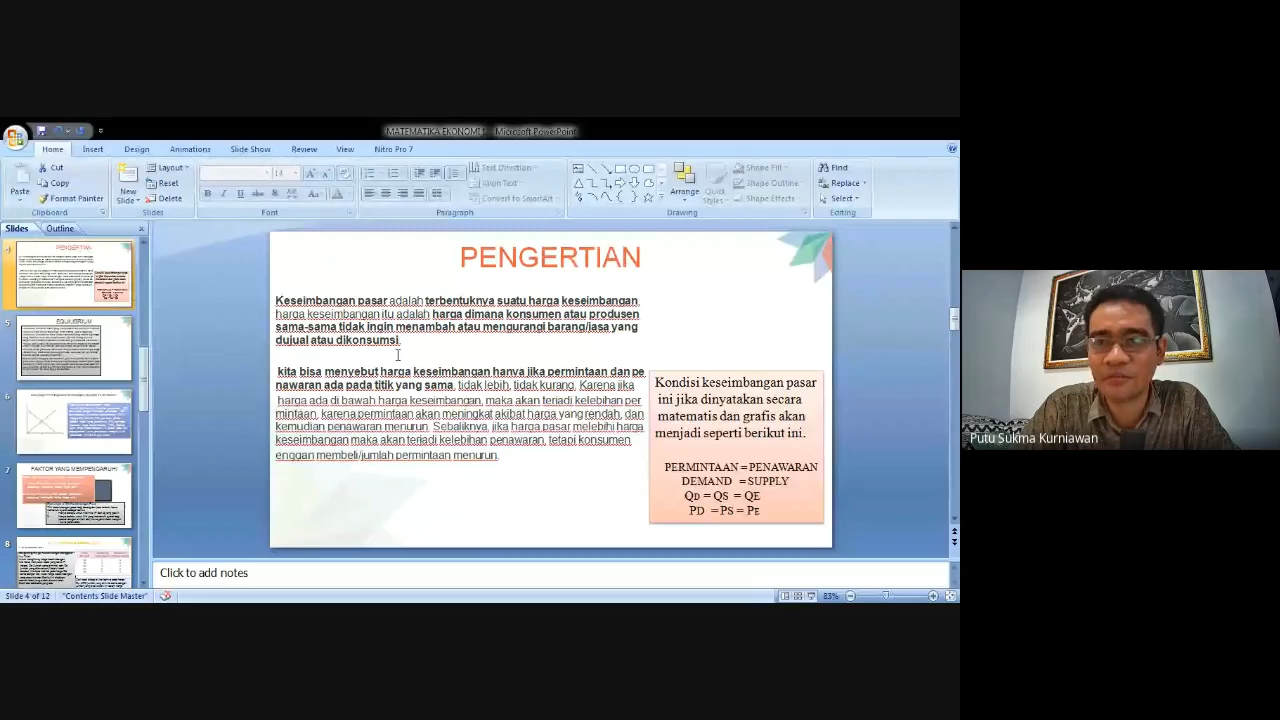 MATEMATIKA EKONOMI - Microsoft PowerPoint
Home Insert Design Animations Slide Show Review View Nitro Pro 7
Paste
Cut
Copy
Format Painter
Clipboard
New Slide
Layout
Reset
Delete
Slides
Font
Text Direction
Align Text
Convert to SmartArt
Paragraph
Arrange
Quick Styles
Shape Fill
Shape Outline
Shape Effects
Drawing
Find
Replace
Select
Editing
Slides Outline
4
PENGERTIAN
5
EQUILIBRIUM
6
7
FAKTOR YANG MEMPENGARUHI
8
PENGERTIAN
Keseimbangan pasar adalah terbentuknya suatu harga keseimbangan,
harga keseimbangan itu adalah harga dimana konsumen atau produsen
sama-sama tidak ingin menambah atau mengurangi barang/jasa yang
dujual atau dikonsumsi.
kita bisa menyebut harga keseimbangan hanya jika permintaan dan pe
nawaran ada pada titik yang sama, tidak lebih, tidak kurang. Karena jika
harga ada dibawah harga keseimbangan, maka akan terjadi kelebihan per
mintaan, karena permintaan akan meningkat akibat harga yang rendah, dan
kemudian penawaran menurun. Sebaliknya, jika harga pasar melebihi harga
keseimbangan maka akan terjadi kelebihan penawaran, tetapi konsumen
enggan membeli/jumlah permintaan menurun.
Kondisi keseimbangan pasar
ini jika dinyatakan secara
matematis dan grafis akan
menjadi seperti berikut ini.
PERMINTAAN = PENAWARAN
DEMAND = SUPPLY
QD = QS = QE
PD = PS = PE
Click to add notes
Slide 4 of 12 "Contents Slide Master" 83%
Putu Sukma Kurniawan